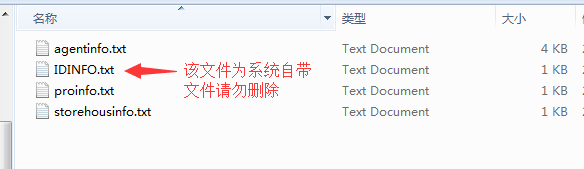 名称 类型 大小
agentinfo.txt Text Document 4 KB
IDINFO.txt Text Document 1 KB
proinfo.txt Text Document 1 KB
storehousinfo.txt Text Document 1 KB
该文件为系统自带
文件请勿删除